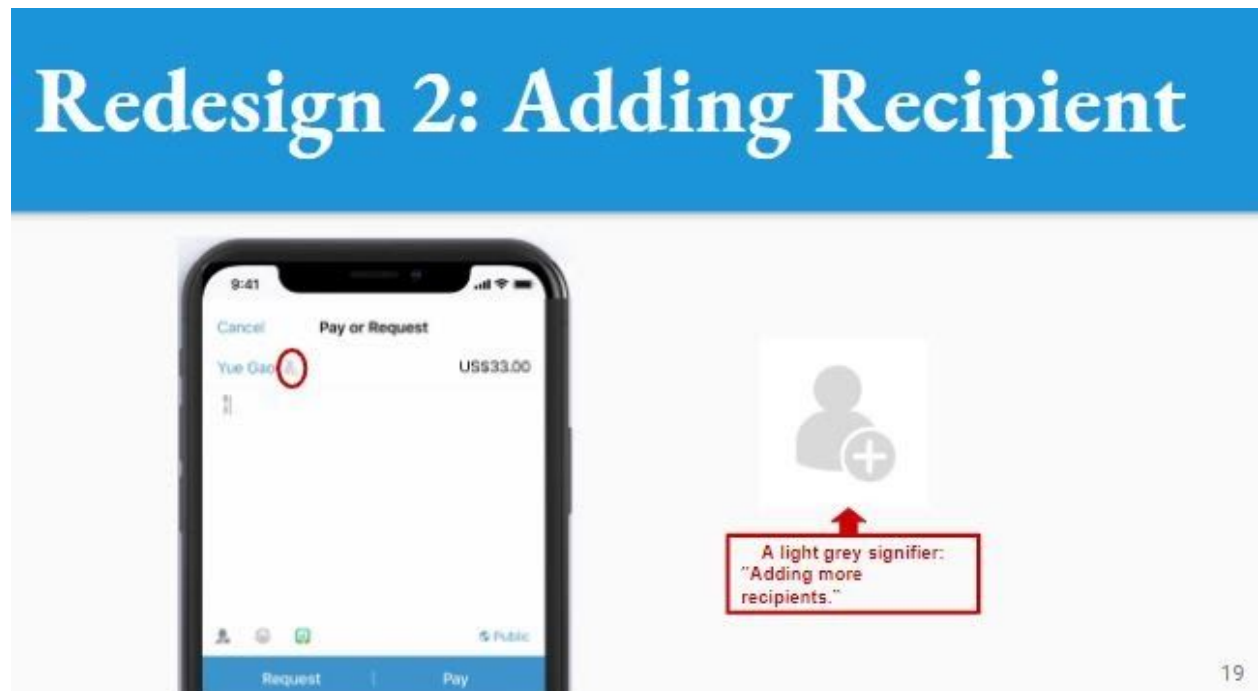 Redesign 2: Adding Recipient
9:41
Cancel Pay or Request
Yue Gao US$33.00
Public
Request Pay
A light grey signifier:
"Adding more
recipients."
19